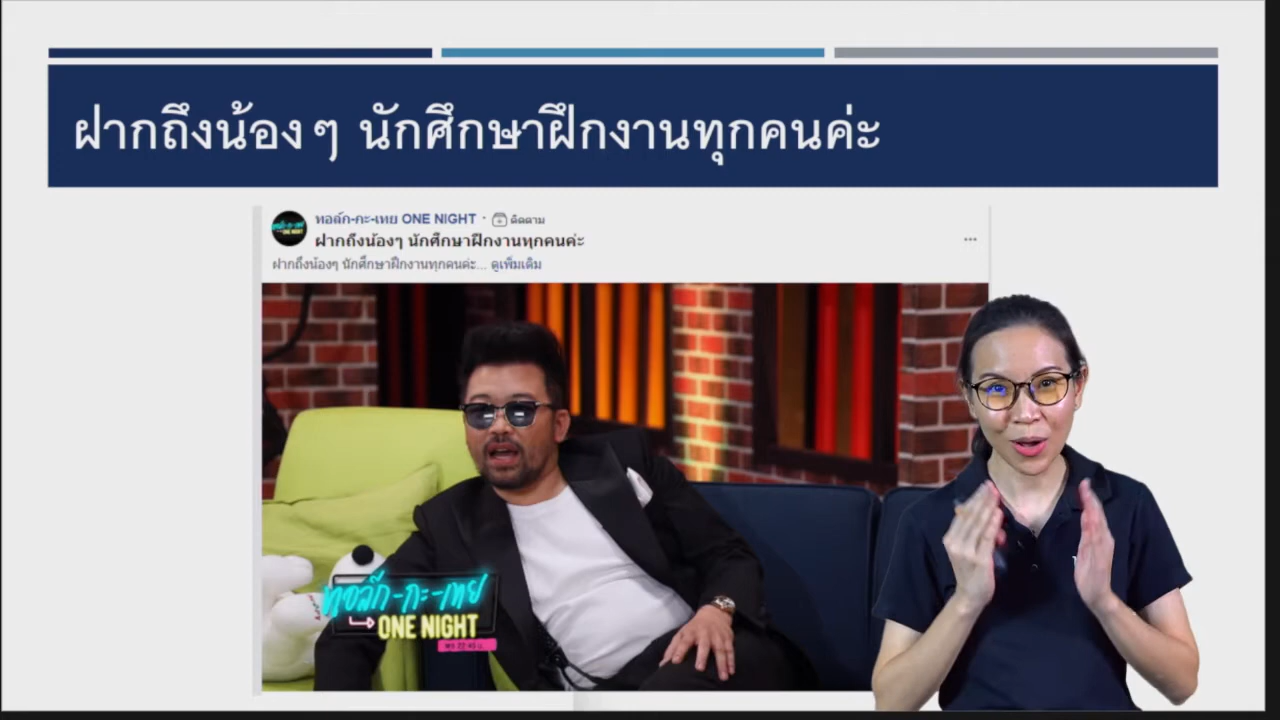 ฝากถึงน้องๆ นักศึกษาฝึกงานทุกคนค่ะ
ทอล์ก-กะ-เทย ONE NIGHT · ติดตาม
ฝากถึงน้องๆ นักศึกษาฝึกงานทุกคนค่ะ
ฝากถึงน้องๆ นักศึกษาฝึกงานทุกคนค่ะ... ดูเพิ่มเติม
ทอล์ก-กะ-เทย
ONE NIGHT